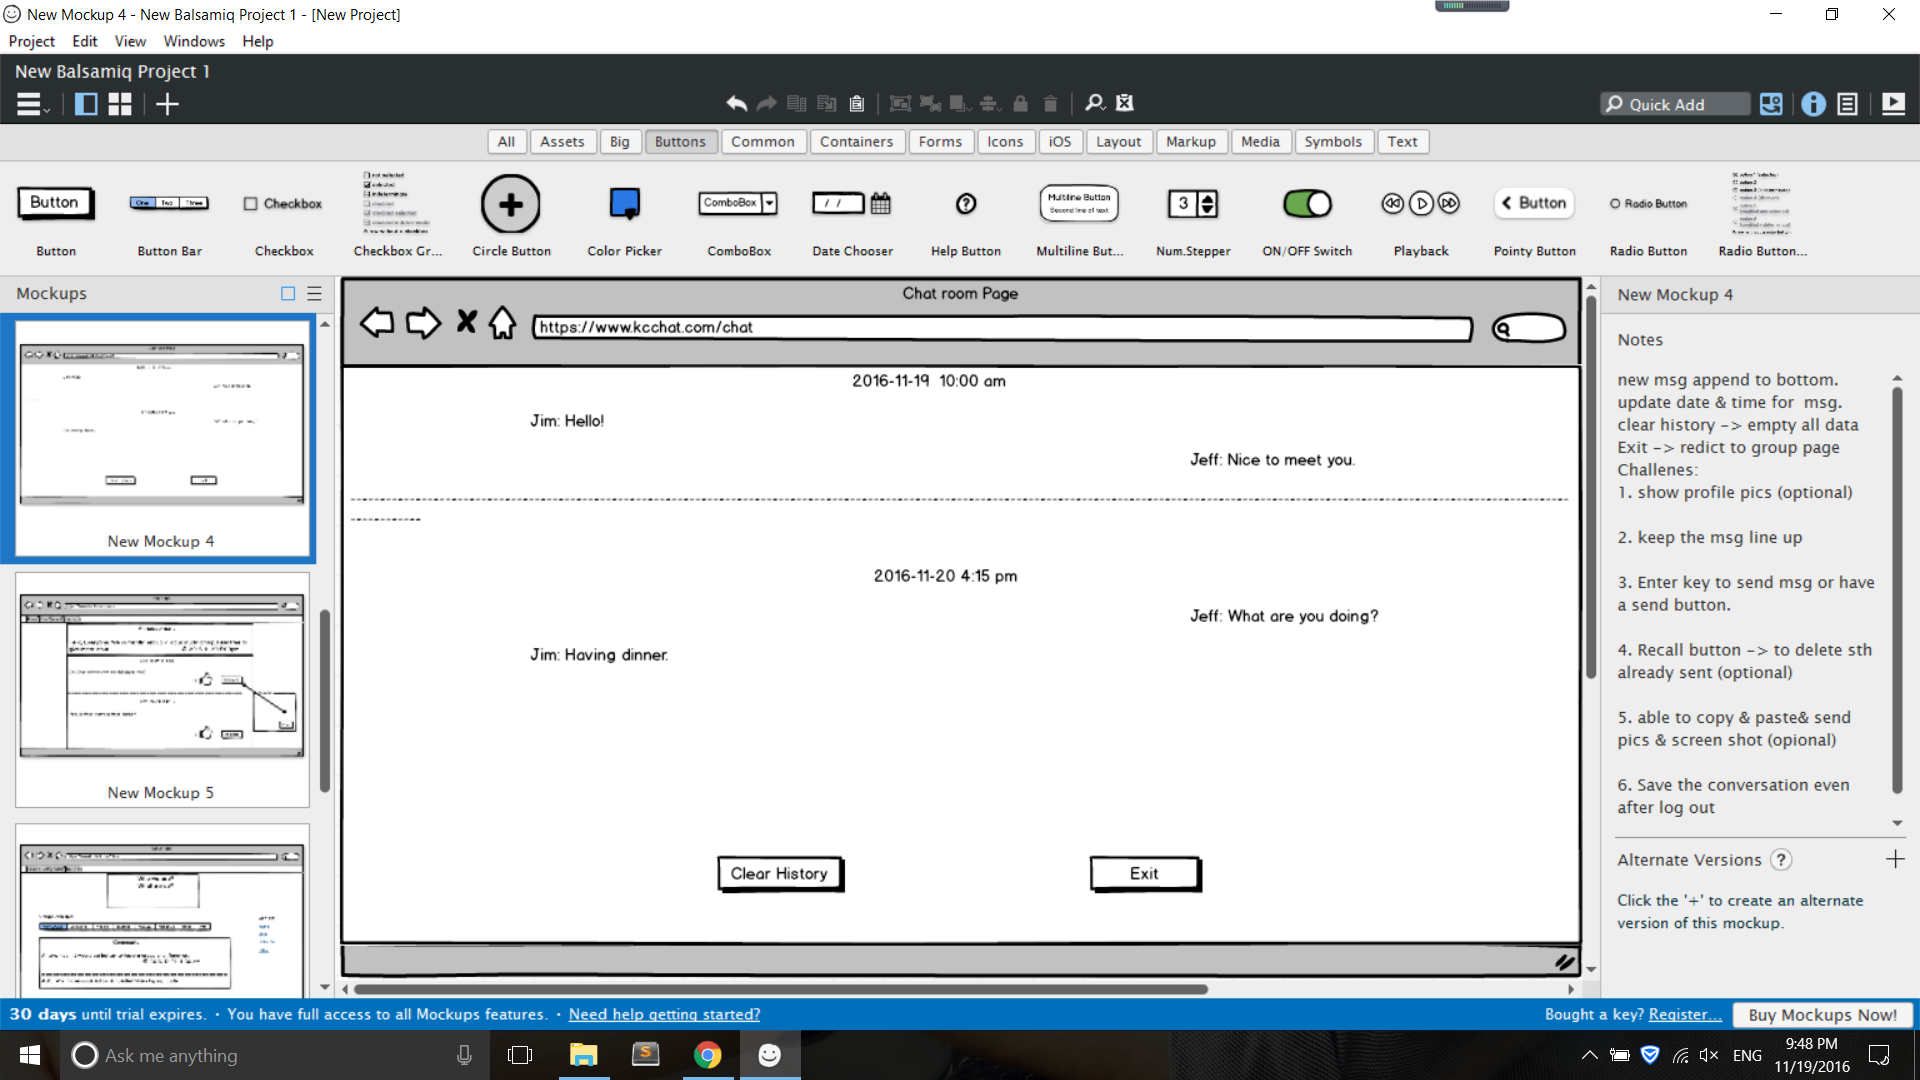 New Mockup 4 - New Balsamiq Project 1 - [New Project]
Project Edit View Windows Help
New Balsamiq Project 1
Quick Add
All Assets Big Buttons Common Containers Forms Icons iOS Layout Markup Media Symbols Text
Button
One Two Three
Checkbox
not selected
selected
indeterminate
ComboBox
/ /
?
Multiline Button
Second line of text
3
Button
Radio Button
Button Button Bar Checkbox Checkbox Gr... Circle Button Color Picker ComboBox Date Chooser Help Button Multiline But... Num.Stepper ON/OFF Switch Playback Pointy Button Radio Button Radio Button...
Mockups
New Mockup 4
New Mockup 5
Chat room Page
https://www.kcchat.com/chat
2016-11-19 10:00 am
Jim: Hello!
Jeff: Nice to meet you.
2016-11-20 4:15 pm
Jeff: What are you doing?
Jim: Having dinner.
Clear History
Exit
New Mockup 4
Notes
new msg append to bottom.
update date & time for msg.
clear history -> empty all data
Exit -> redict to group page
Challenes:
1. show profile pics (optional)
2. keep the msg line up
3. Enter key to send msg or have
a send button.
4. Recall button -> to delete sth
already sent (optional)
5. able to copy & paste& send
pics & screen shot (opional)
6. Save the conversation even
after log out
Alternate Versions ?
Click the '+' to create an alternate
version of this mockup.
30 days until trial expires. · You have full access to all Mockups features. · Need help getting started?
Bought a key? Register... Buy Mockups Now!
Ask me anything
ENG
9:48 PM
11/19/2016